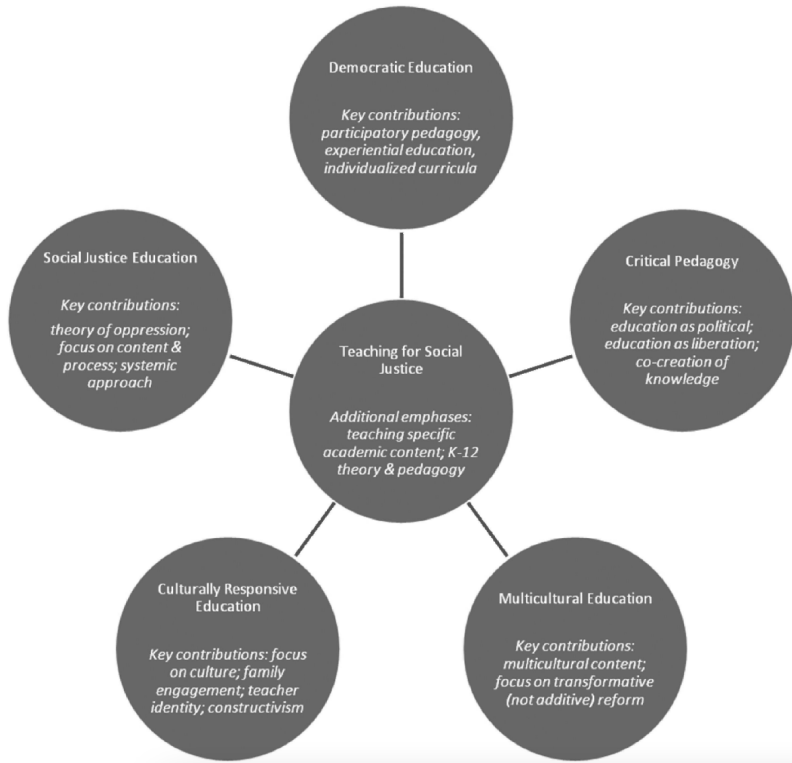 Democratic Education
Key contributions:
participatory pedagogy,
experiential education,
individualized curricula
Social Justice Education
Key contributions:
theory of oppression;
focus on content &
process; systemic
approach
Critical Pedagogy
Key contributions:
education as political;
education as liberation;
co-creation of
knowledge
Teaching for Social
Justice
Additional emphases:
teaching specific
academic content; K-12
theory & pedagogy
Culturally Responsive
Education
Key contributions: focus
on culture; family
engagement; teacher
identity; constructivism
Multicultural Education
Key contributions:
multicultural content;
focus on transformative
(not additive) reform